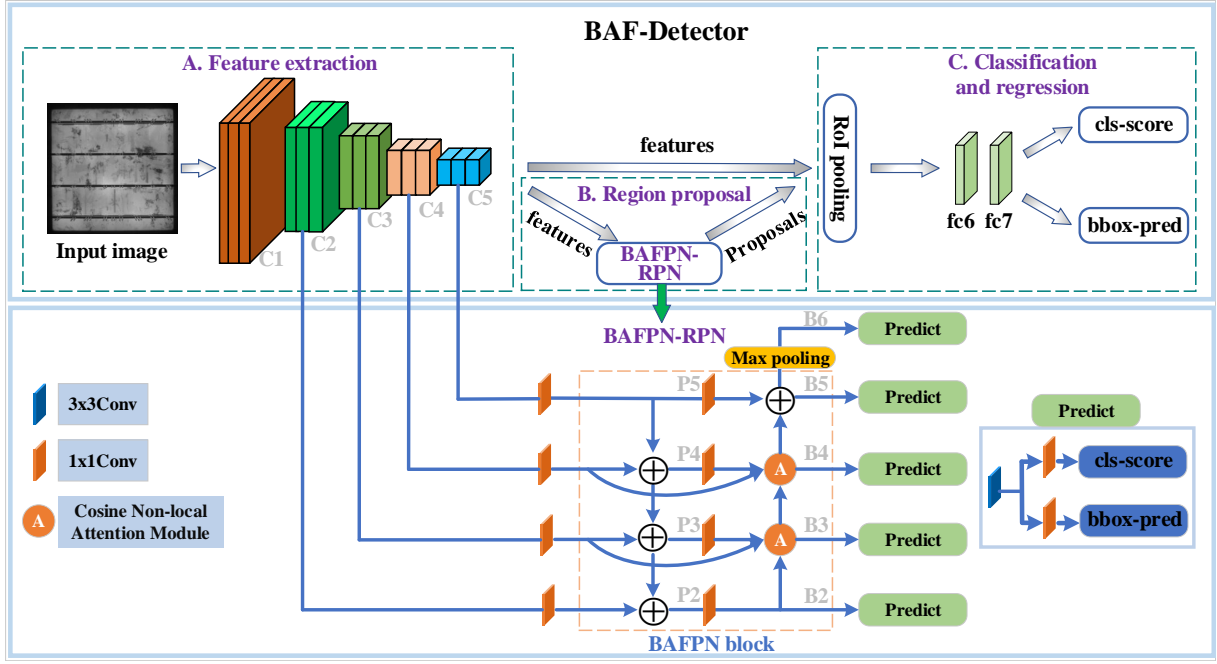 BAF-Detector
A. Feature extraction
Input image
C1
C2
C3
C4
C5
features
B. Region proposal
features
Proposals
BAFPN-
RPN
C. Classification
and regression
RoI pooling
fc6
fc7
cls-score
bbox-pred
BAFPN-RPN
B6
Predict
Max pooling
P5
B5
Predict
P4
A
B4
Predict
P3
A
B3
Predict
P2
B2
Predict
BAFPN block
3x3Conv
1x1Conv
A
Cosine Non-local
Attention Module
Predict
cls-score
bbox-pred